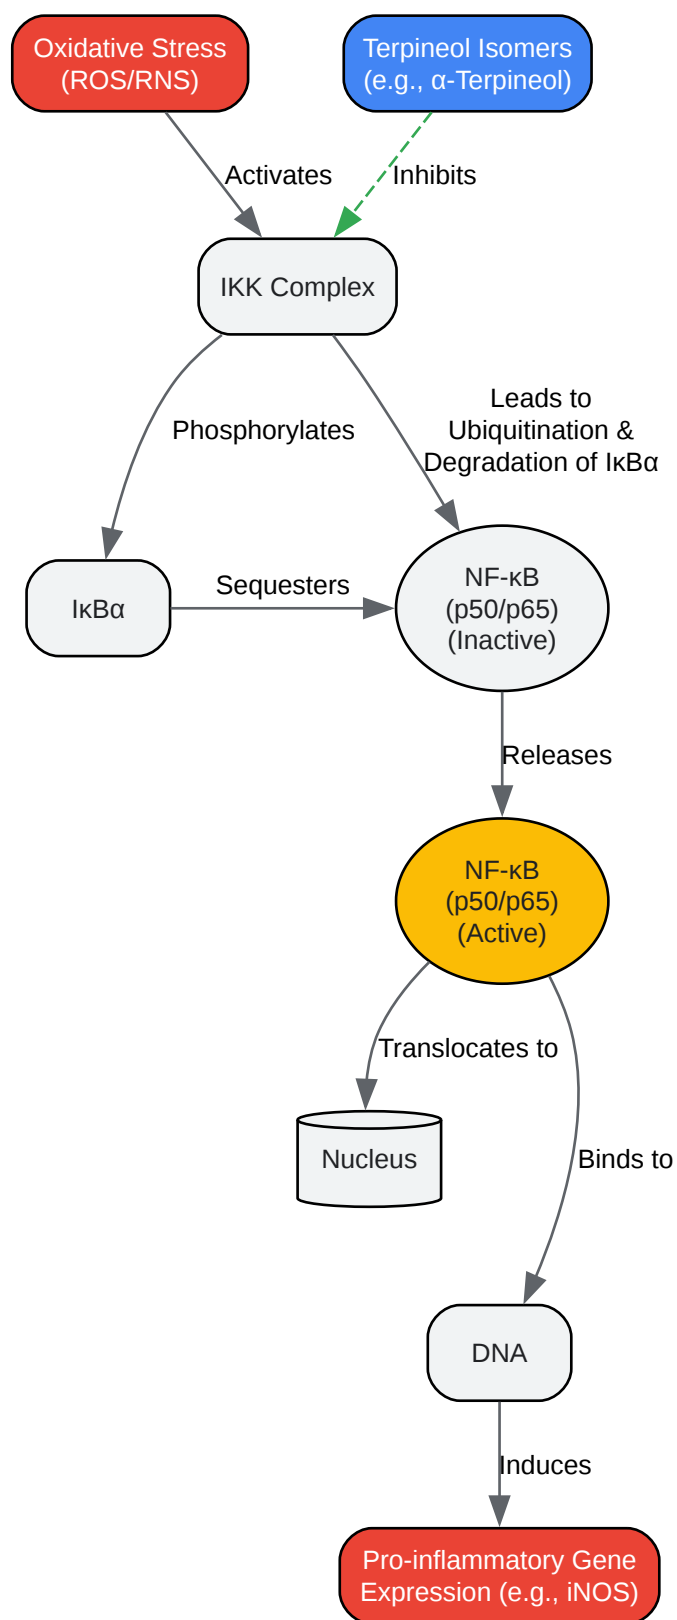 Oxidative Stress
(ROS/RNS)
Terpineol Isomers
(e.g., α-Terpineol)
Activates
Inhibits
IKK Complex
Phosphorylates
Leads to
Ubiquitination &
Degradation of IκBα
IκBα
Sequesters
NF-κB
(p50/p65)
(Inactive)
Releases
NF-κB
(p50/p65)
(Active)
Translocates to
Nucleus
Binds to
DNA
Induces
Pro-inflammatory Gene
Expression (e.g., iNOS)